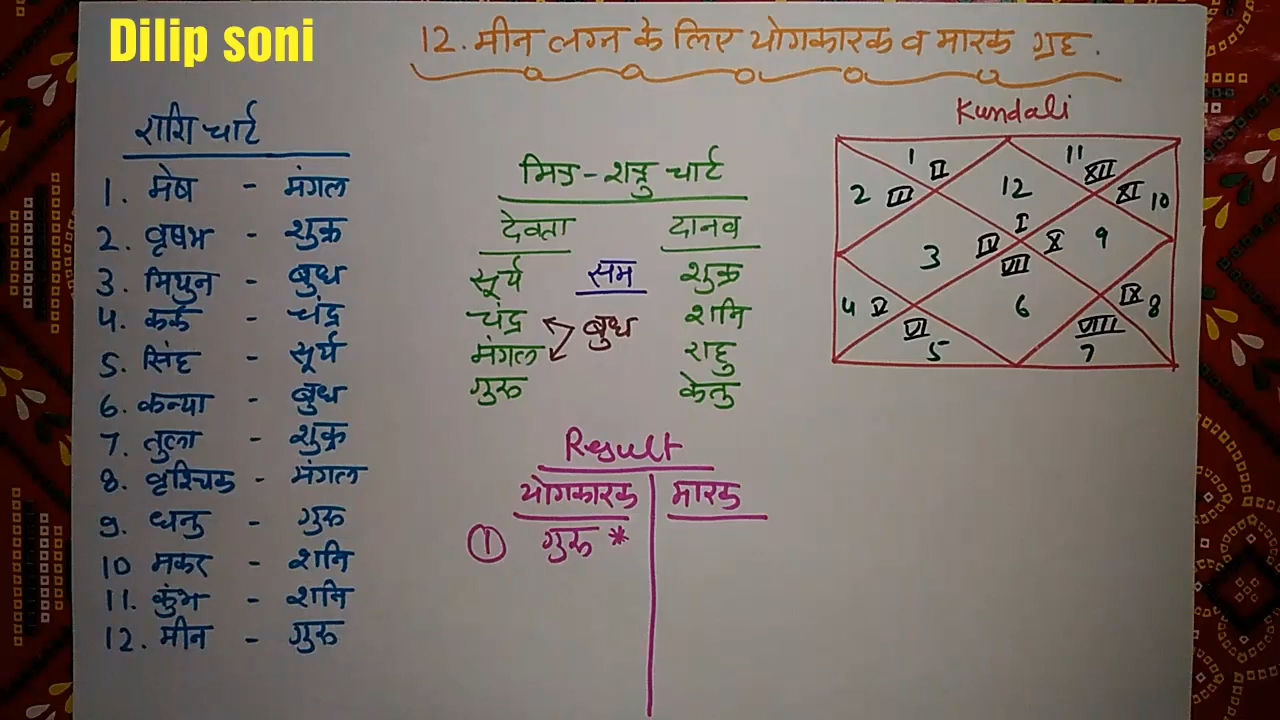 Dilip soni
12. मीन लग्न के लिए योगकारक व मारक ग्रह.
राशि चार्ट
1. मेष - मंगल
2. वृषभ - शुक्र
3. मिथुन - बुध
4. कर्क - चंद्र
5. सिंह - सूर्य
6. कन्या - बुध
7. तुला - शुक्र
8. वृश्चिक - मंगल
9. धनु - गुरु
10 मकर - शनि
11. कुंभ - शनि
12. मीन - गुरु
मित्र-शत्रु चार्ट
देवता दानव
सूर्य सम शुक्र
चंद्र बुध शनि
मंगल राहु
गुरु केतु
Kundali
1 11
II XII
2 III 12 XI 10
I
3 IV X 9
VII
4 V 6 IX 8
VI VIII
5 7
Result
योगकारक मारक
1 गुरु *